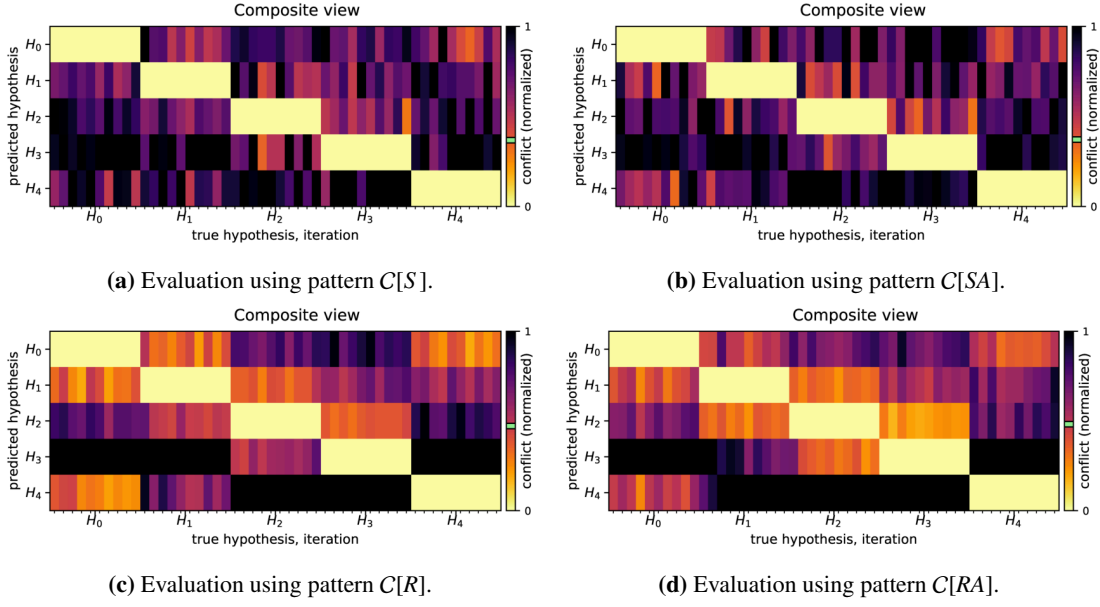 Composite view
Composite view
predicted hypothesis
H0
H1
H2
H3
H4
1
0
conflict (normalized)
H0 H1 H2 H3 H4
true hypothesis, iteration
predicted hypothesis
H0
H1
H2
H3
H4
1
0
conflict (normalized)
H0 H1 H2 H3 H4
true hypothesis, iteration
(a) Evaluation using pattern C[S].
(b) Evaluation using pattern C[SA].
Composite view
Composite view
predicted hypothesis
H0
H1
H2
H3
H4
1
0
conflict (normalized)
H0 H1 H2 H3 H4
true hypothesis, iteration
predicted hypothesis
H0
H1
H2
H3
H4
1
0
conflict (normalized)
H0 H1 H2 H3 H4
true hypothesis, iteration
(c) Evaluation using pattern C[R].
(d) Evaluation using pattern C[RA].